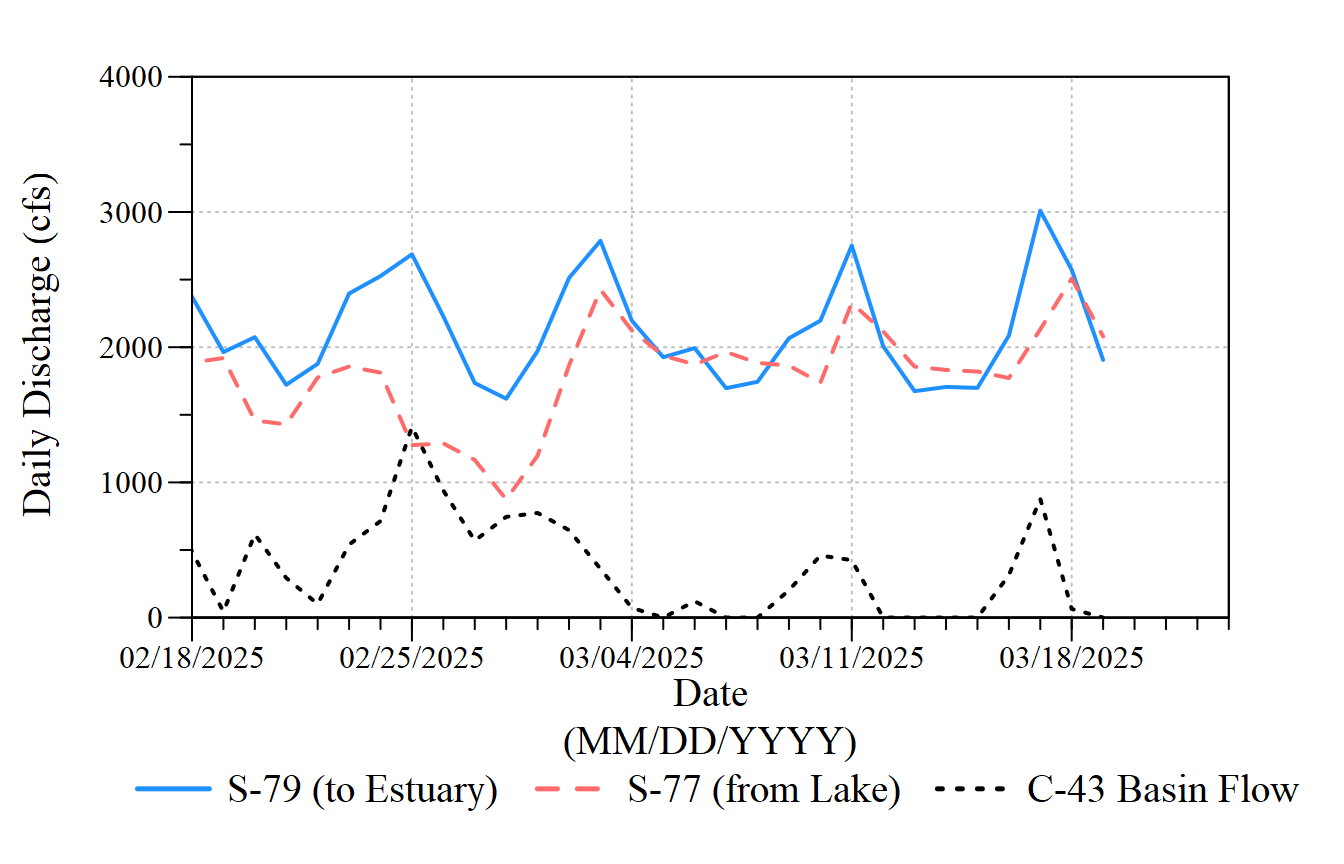 4000
3000
2000
1000
0
Daily Discharge (cfs)
02/18/2025 02/25/2025 03/04/2025 03/11/2025 03/18/2025
Date
(MM/DD/YYYY)
S-79 (to Estuary) S-77 (from Lake) C-43 Basin Flow